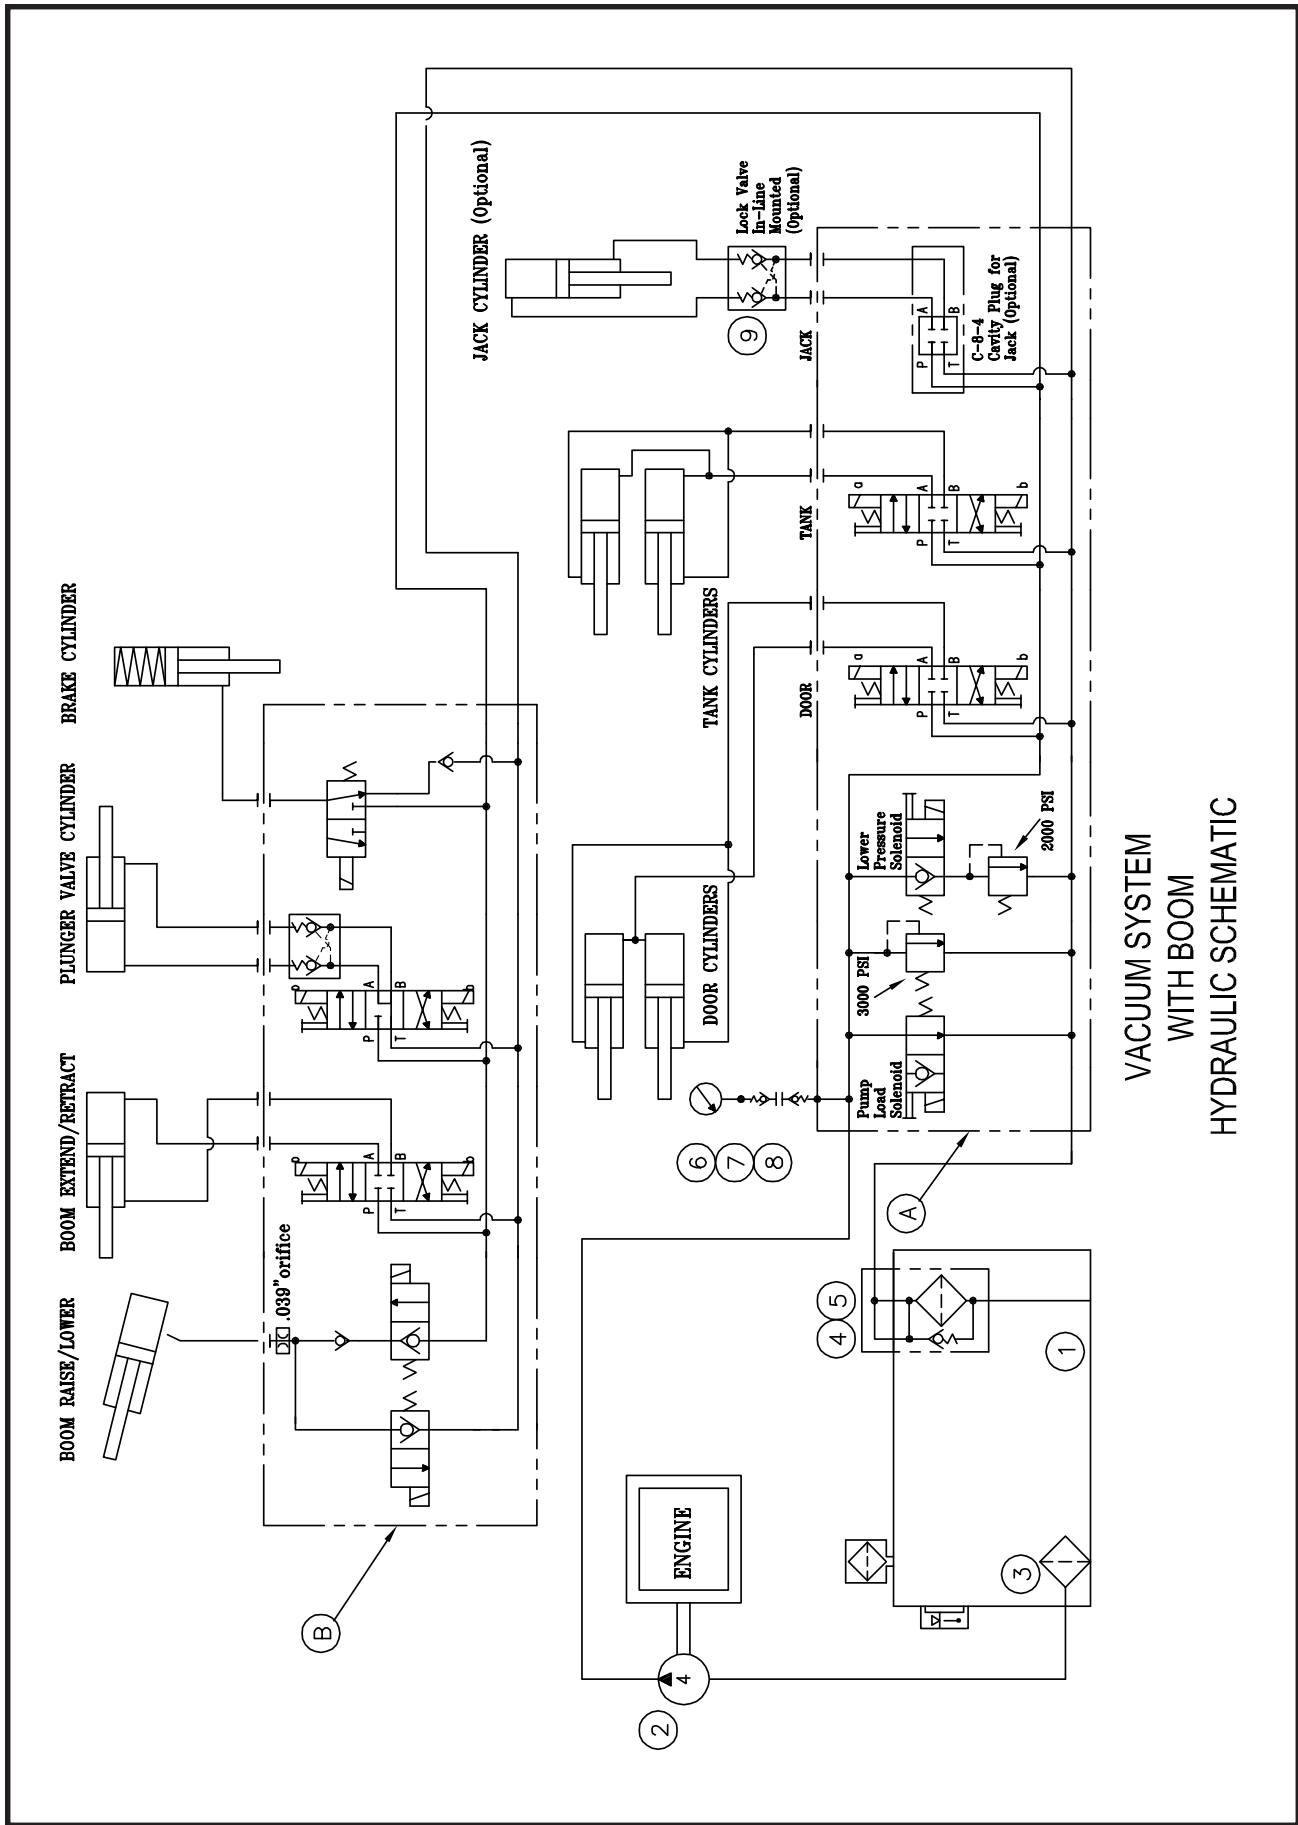 BOOM RAISE/LOWER
BOOM EXTEND/RETRACT
PLUNGER VALVE CYLINDER
BRAKE CYLINDER
.039" orifice
P
T
A
B
P
T
A
B
b
b
b
b
B
JACK CYLINDER (Optional)
Lock Valve
In-Line
Mounted
(Optional)
9
TANK CYLINDERS
DOOR CYLINDERS
ENGINE
4
2
6
7
8
DOOR
TANK
JACK
a
b
P
T
A
B
a
b
P
T
A
B
P
T
A
B
C-8-4
Cavity Plug for
Jack (Optional)
Pump
Load
Solenoid
3000 PSI
Lower
Pressure
Solenoid
2000 PSI
A
4
5
1
3
VACUUM SYSTEM
WITH BOOM
HYDRAULIC SCHEMATIC